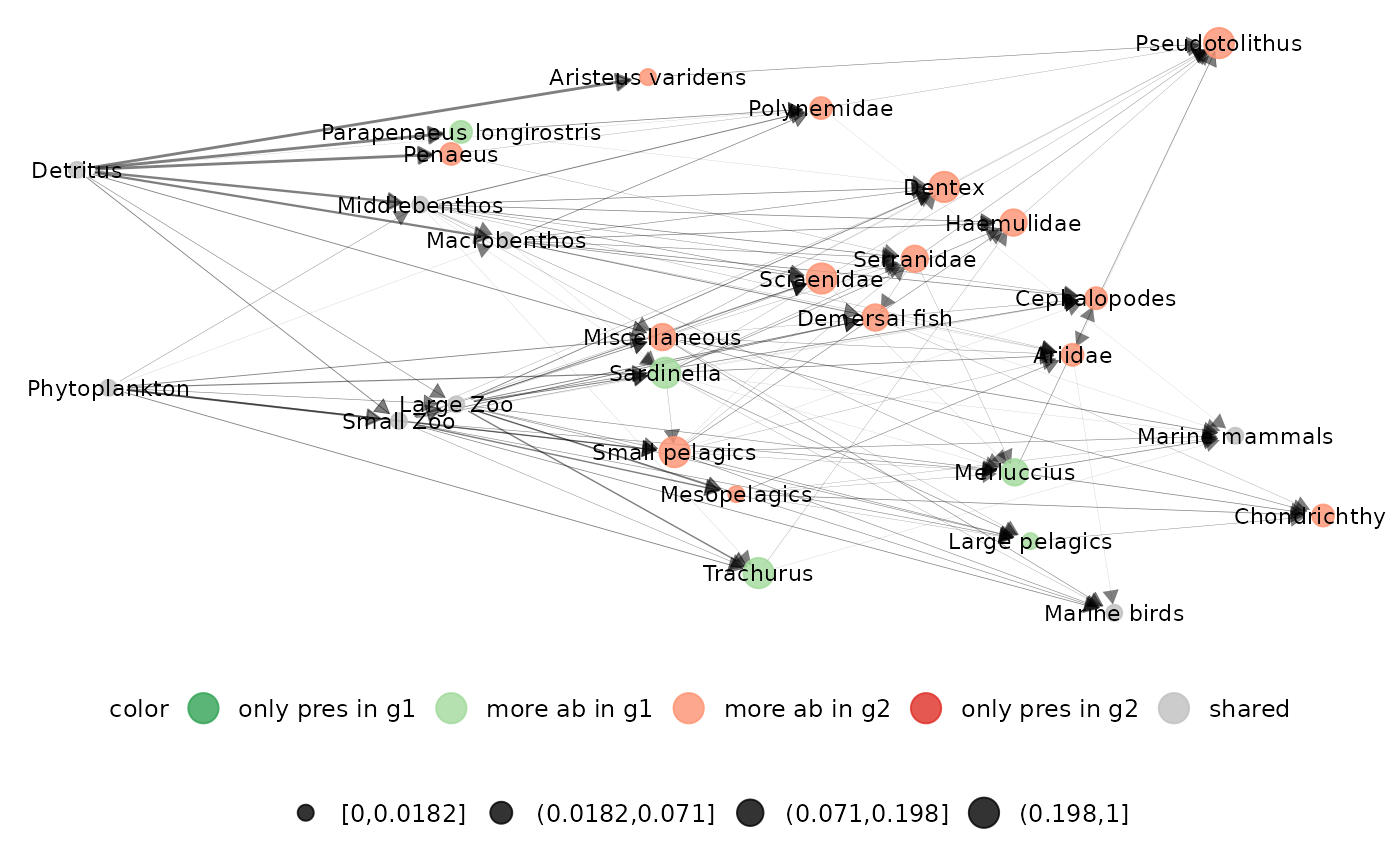 Pseudotolithus
Aristeus varidens
Polynemidae
Parapenaeus longirostris
Penaeus
Detritus
Dentex
Middlebenthos
Haemulidae
Macrobenthos
Serranidae
Sciaenidae
Cephalopodes
Demersal fish
Miscellaneous
Ariidae
Sardinella
Phytoplankton
Large Zoo
Small Zoo
Marine mammals
Small pelagics
Merluccius
Mesopelagics
Chondrichthy
Large pelagics
Trachurus
Marine birds
color only pres in g1 more ab in g1 more ab in g2 only pres in g2 shared
[0,0.0182] (0.0182,0.071] (0.071,0.198] (0.198,1]